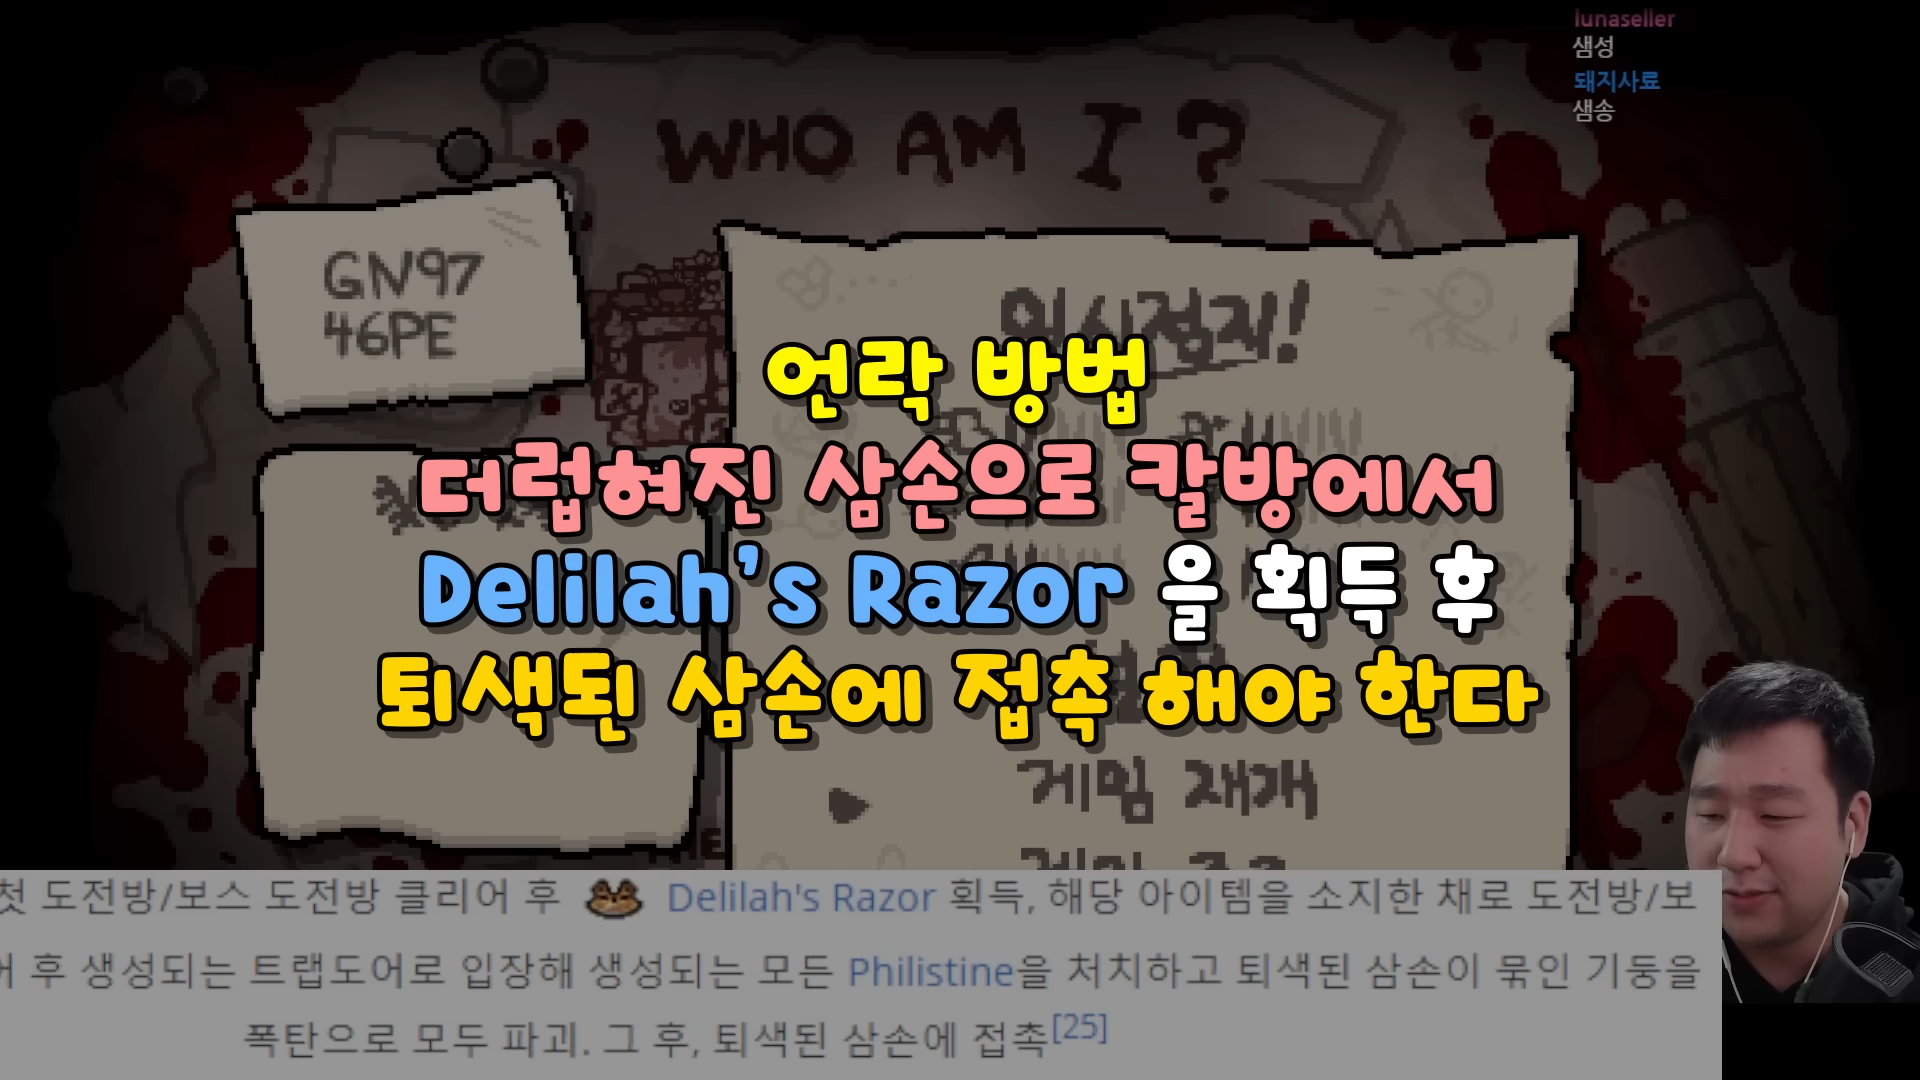 lunaseller
샘성
돼지사료
샘송
WHO AM I?
GN97
46PE
일시정지!
언락 방법
더럽혀진 삼손으로 칼방에서
Delilah's Razor 을 획득 후
퇴색된 삼손에 접촉 해야 한다
게임 재개
첫 도전방/보스 도전방 클리어 후 Delilah's Razor 획득, 해당 아이템을 소지한 채로 도전방/보
어 후 생성되는 트랩도어로 입장해 생성되는 모든 Philistine을 처치하고 퇴색된 삼손이 묶인 기둥을
폭탄으로 모두 파괴. 그 후, 퇴색된 삼손에 접촉[25]